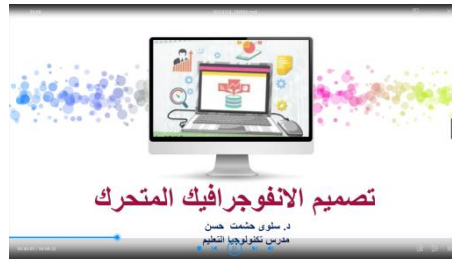 تصميم الانفوجرافيك المتحرك
د. سلوى حشمت حسن
مدرس تكنولوجيا التعليم